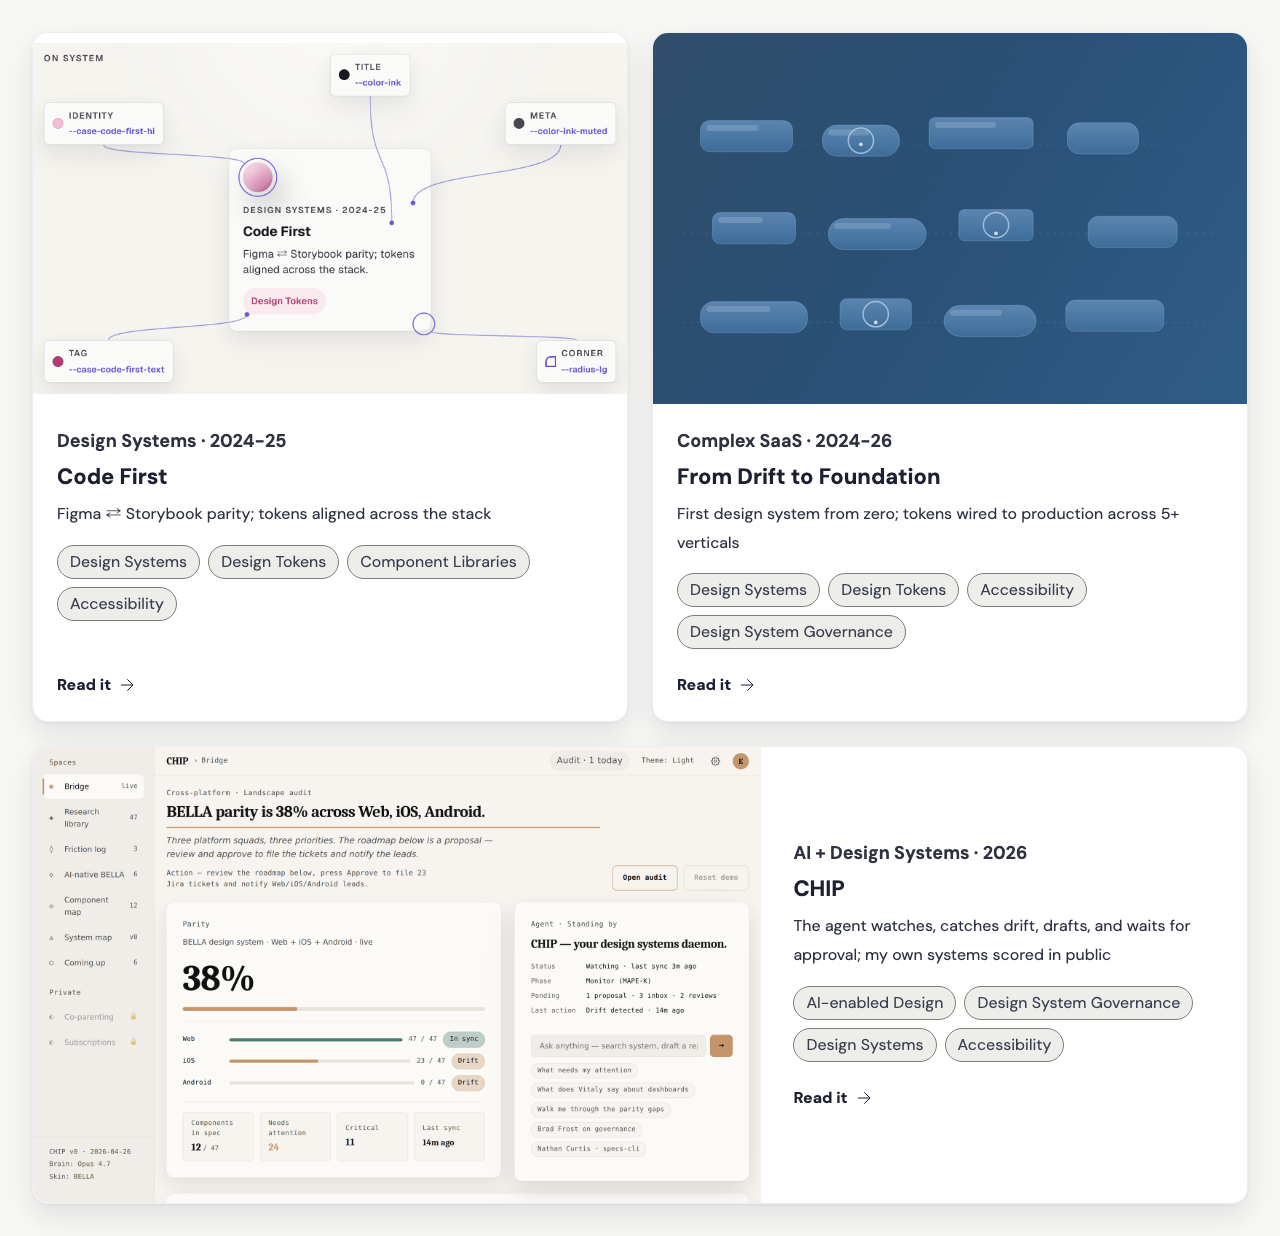 ON SYSTEM
TITLE
--color-ink
IDENTITY
--case-code-first-hi
META
--color-ink-muted
DESIGN SYSTEMS · 2024-25
Code First
Figma ⇄ Storybook parity; tokens
aligned across the stack.
Design Tokens
TAG
--case-code-first-text
CORNER
--radius-lg
Design Systems · 2024-25
Code First
Figma ⇄ Storybook parity; tokens aligned across the stack
Design Systems
Design Tokens
Component Libraries
Accessibility
Read it →
Complex SaaS · 2024-26
From Drift to Foundation
First design system from zero; tokens wired to production across 5+
verticals
Design Systems
Design Tokens
Accessibility
Design System Governance
Read it →
Spaces
Bridge live
Research
library 47
Friction log 3
AI-native BELLA 6
Component
map 12
System map v0
Coming up 6
Private
Co-parenting
Subscriptions
CHIP v0 · 2026-04-26
Brain: Opus 4.7
Skin: BELLA
CHIP › Bridge
Audit · 1 today
Theme: Light
E
Cross-platform · Landscape audit
BELLA parity is 38% across Web, iOS, Android.
Three platform squads, three priorities. The roadmap below is a proposal —
review and approve to file the tickets and notify the leads.
Action — review the roadmap below, press Approve to file 23
Jira tickets and notify Web/iOS/Android leads.
Open audit
Reset demo
Parity
BELLA design system · Web + iOS + Android · live
38%
Web 47 / 47 In sync
iOS 23 / 47 Drift
Android 0 / 47 Drift
Components
in spec
12 / 47
Needs
attention
24
Critical
11
Last sync
14m ago
Agent · Standing by
CHIP — your design systems daemon.
Status Watching · last sync 3m ago
Phase Monitor (MAPE-K)
Pending 1 proposal · 3 inbox · 2 reviews
Last action Drift detected · 14m ago
Ask anything — search system, draft a re
→
What needs my attention
What does Vitaly say about dashboards
Walk me through the parity gaps
Brad Frost on governance
Nathan Curtis · specs-cli
AI + Design Systems · 2026
CHIP
The agent watches, catches drift, drafts, and waits for
approval; my own systems scored in public
AI-enabled Design
Design System Governance
Design Systems
Accessibility
Read it →